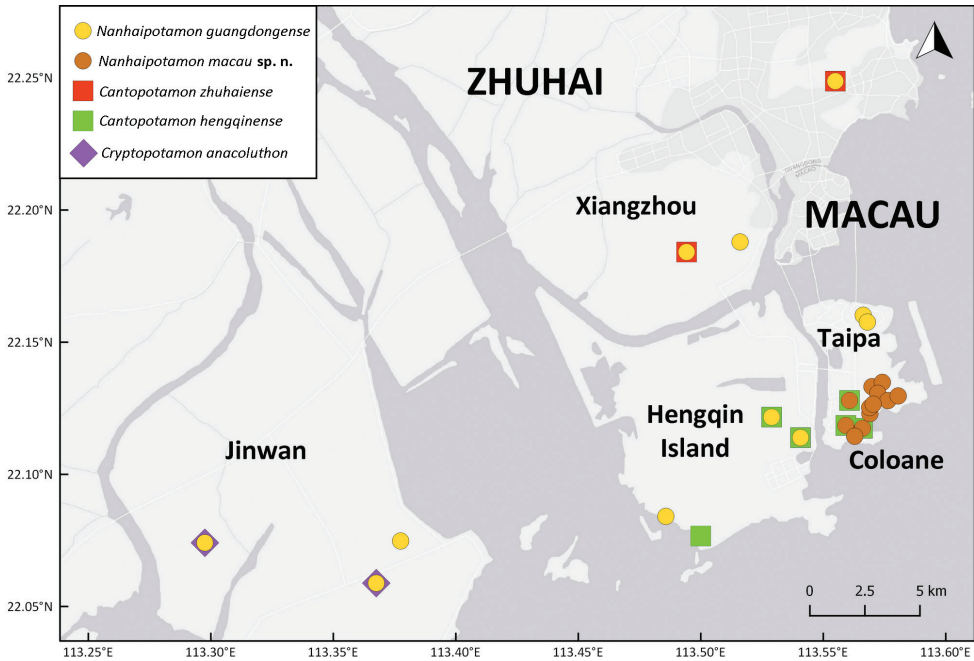 Nanhaipotamon guangdongense
Nanhaipotamon macau sp. n.
Cantopotamon zhuhaiense
Cantopotamon hengqinense
Cryptopotamon anacoluthon
ZHUHAI
GUANGDONG
MACAO
Xiangzhou
MACAU
Taipa
Hengqin
Island
Coloane
Jinwan
22.25°N
22.20°N
22.15°N
22.10°N
22.05°N
0 2.5 5 km
113.25°E 113.30°E 113.35°E 113.40°E 113.45°E 113.50°E 113.55°E 113.60°E